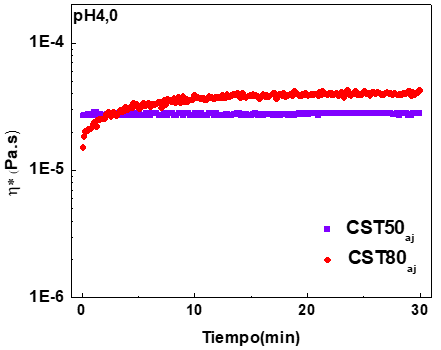 pH4,0
1E-4
1E-5
1E-6
η* (Pa.s)
0
10
20
30
Tiempo(min)
CST50aj
CST80aj